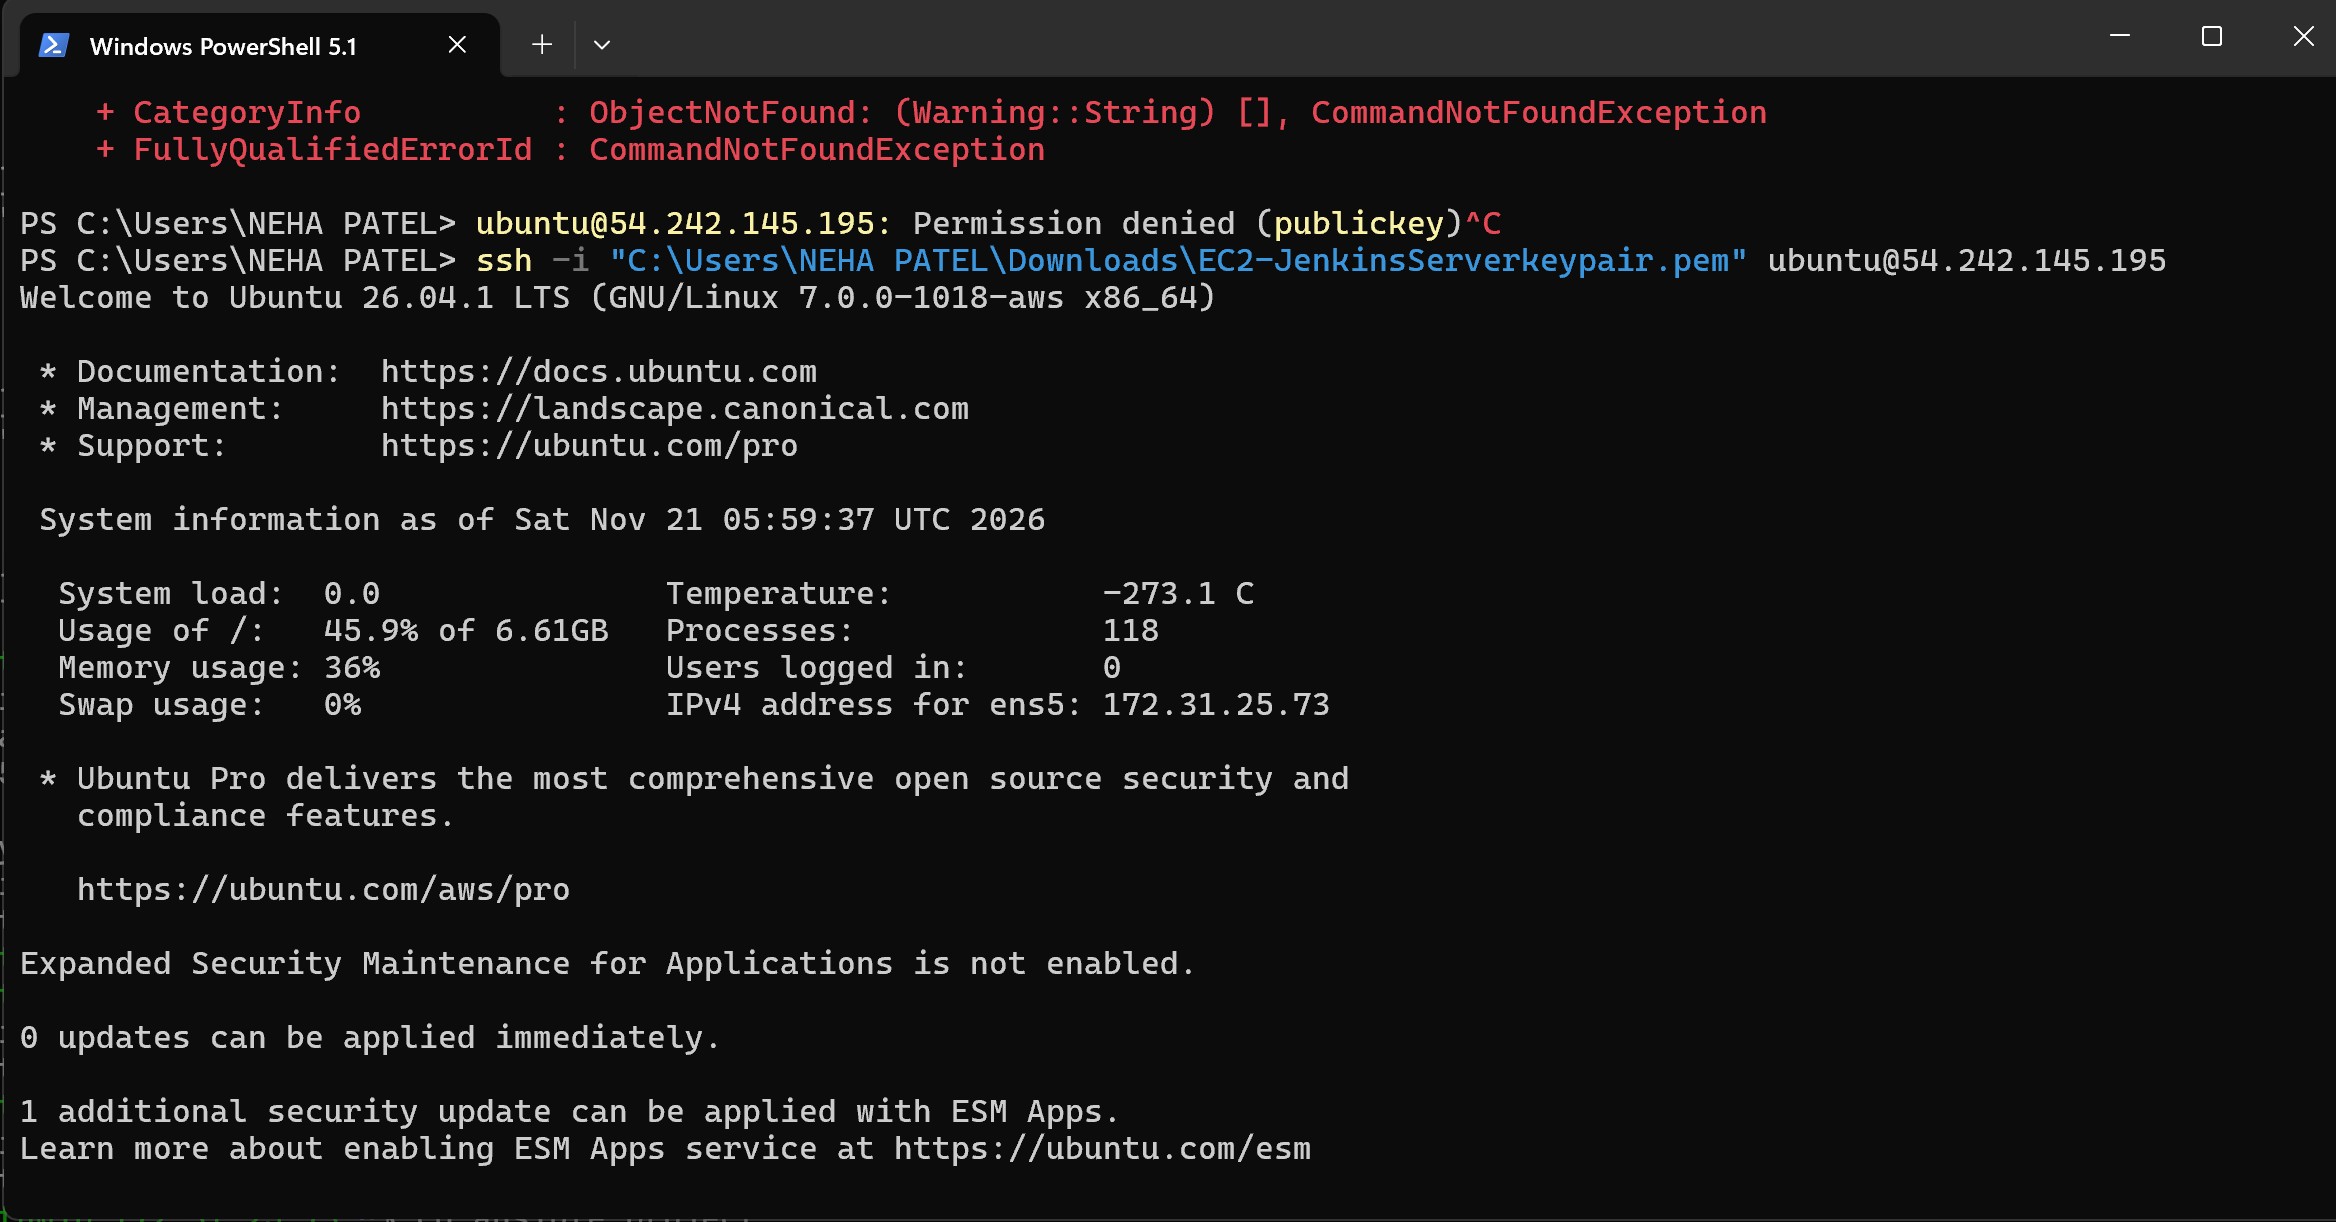 Windows PowerShell 5.1
    + CategoryInfo          : ObjectNotFound: (Warning::String) [], CommandNotFoundException
    + FullyQualifiedErrorId : CommandNotFoundException

PS C:\Users\NEHA PATEL> ubuntu@54.242.145.195: Permission denied (publickey)^C
PS C:\Users\NEHA PATEL> ssh -i "C:\Users\NEHA PATEL\Downloads\EC2-JenkinsServerkeypair.pem" ubuntu@54.242.145.195
Welcome to Ubuntu 26.04.1 LTS (GNU/Linux 7.0.0-1018-aws x86_64)

 * Documentation:  https://docs.ubuntu.com
 * Management:     https://landscape.canonical.com
 * Support:        https://ubuntu.com/pro

 System information as of Sat Nov 21 05:59:37 UTC 2026

  System load:  0.0               Temperature:           -273.1 C
  Usage of /:   45.9% of 6.61GB   Processes:             118
  Memory usage: 36%               Users logged in:       0
  Swap usage:   0%                IPv4 address for ens5: 172.31.25.73

 * Ubuntu Pro delivers the most comprehensive open source security and
   compliance features.

   https://ubuntu.com/aws/pro

Expanded Security Maintenance for Applications is not enabled.

0 updates can be applied immediately.

1 additional security update can be applied with ESM Apps.
Learn more about enabling ESM Apps service at https://ubuntu.com/esm